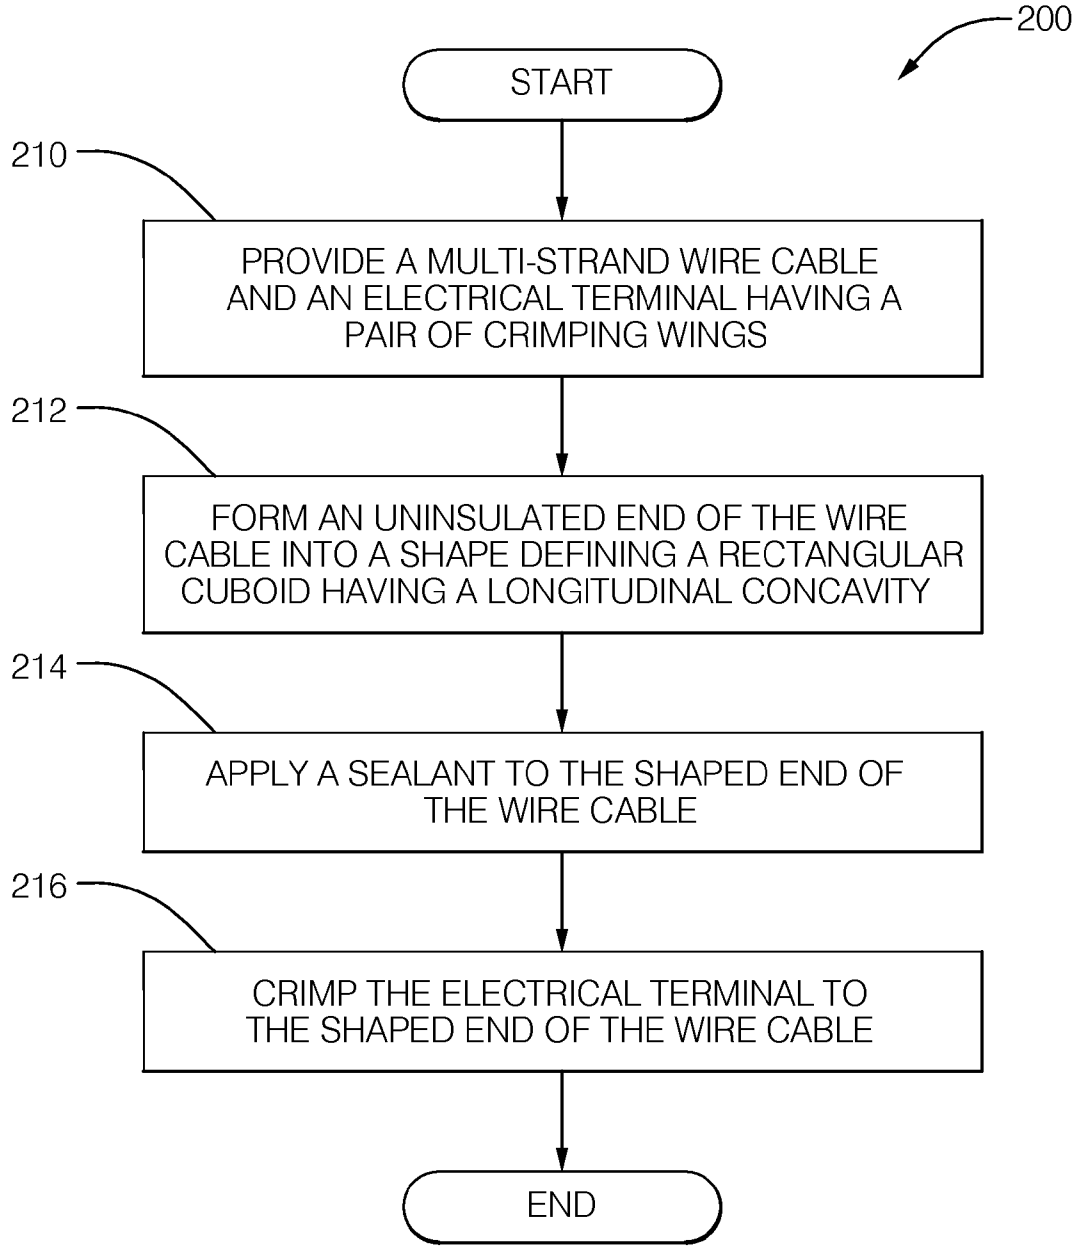 200
START
210
PROVIDE A MULTI-STRAND WIRE CABLE
AND AN ELECTRICAL TERMINAL HAVING A
PAIR OF CRIMPING WINGS
212
FORM AN UNINSULATED END OF THE WIRE
CABLE INTO A SHAPE DEFINING A RECTANGULAR
CUBOID HAVING A LONGITUDINAL CONCAVITY
214
APPLY A SEALANT TO THE SHAPED END OF
THE WIRE CABLE
216
CRIMP THE ELECTRICAL TERMINAL TO
THE SHAPED END OF THE WIRE CABLE
END